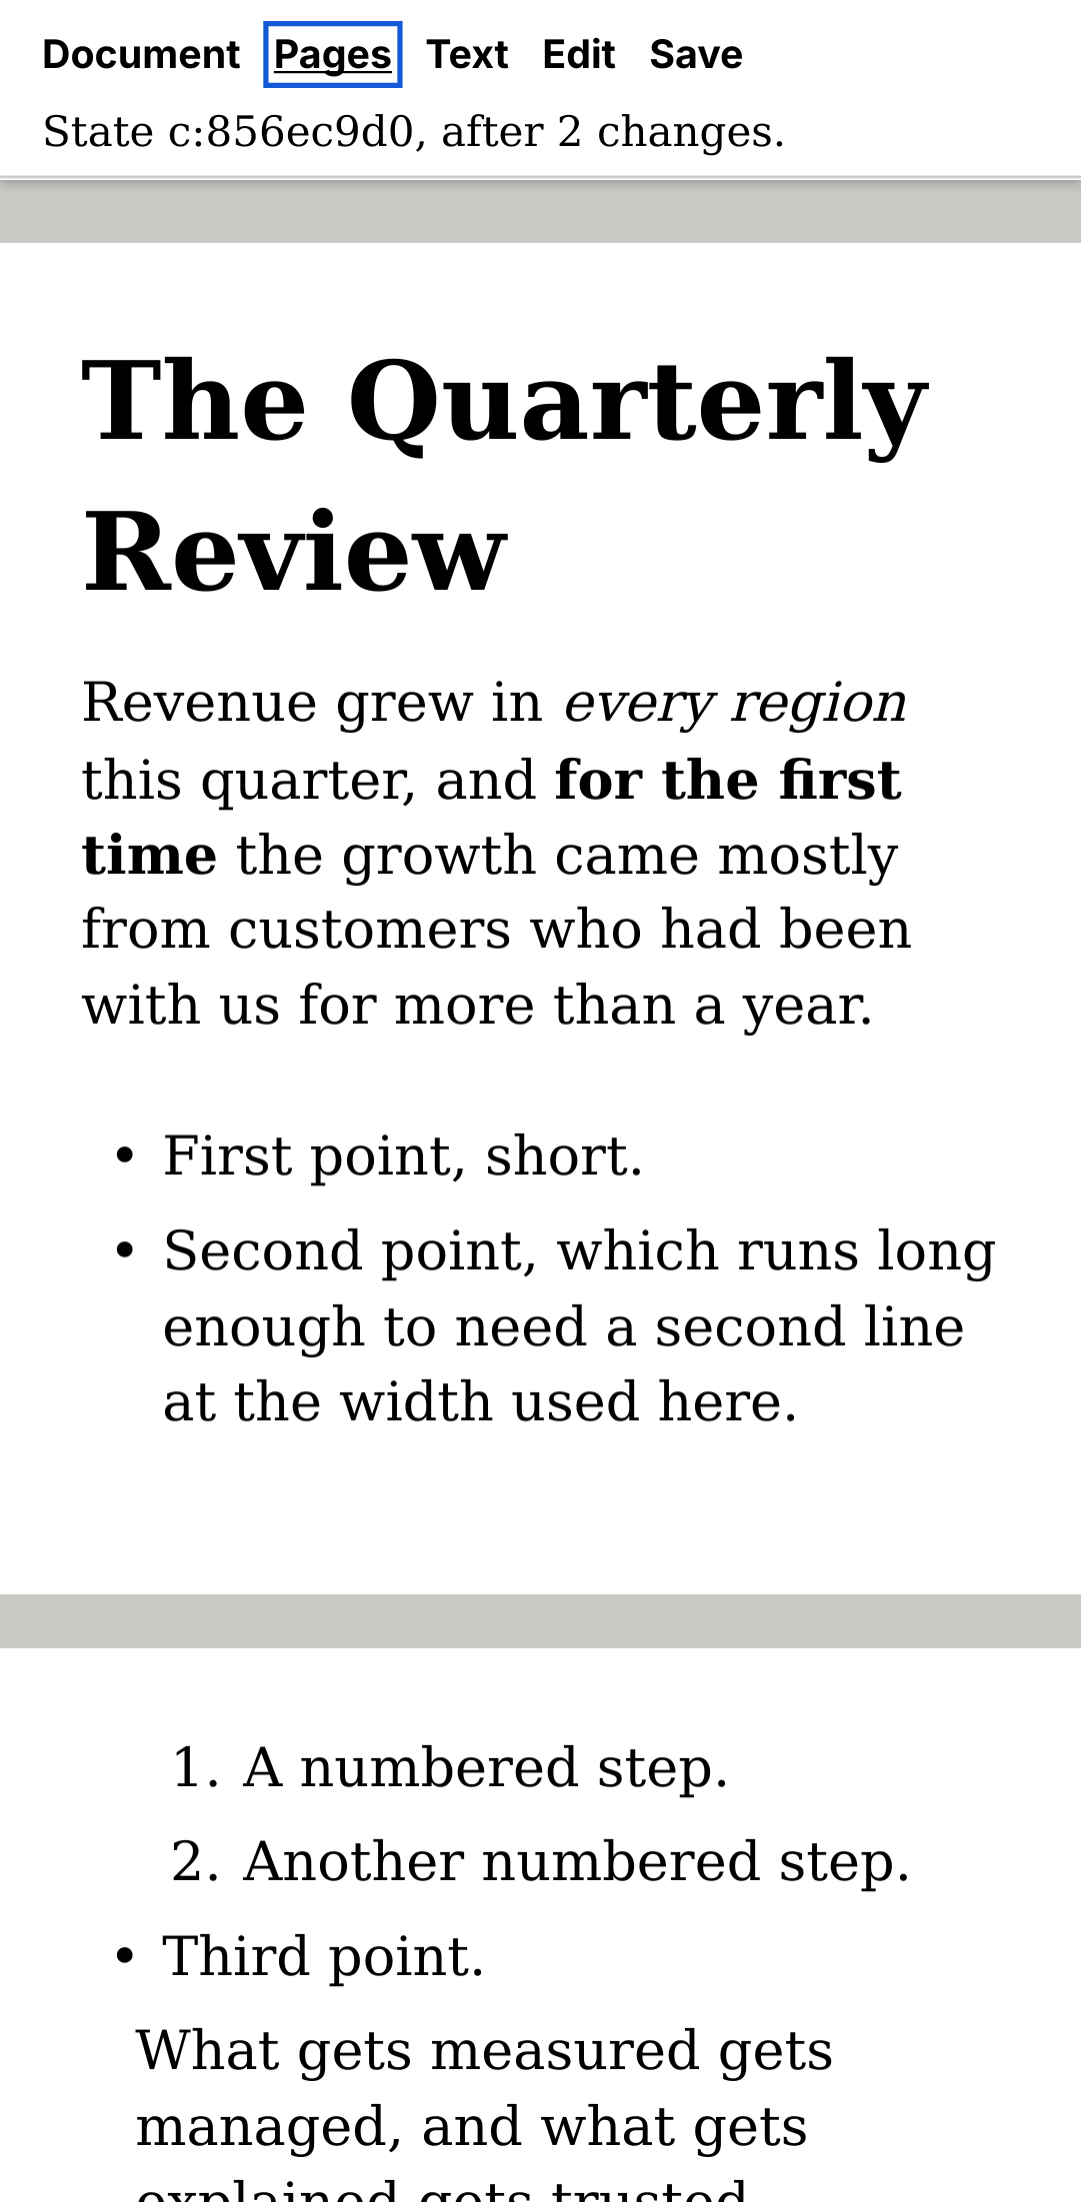 Document Pages Text Edit Save
State c:856ec9d0, after 2 changes.
The Quarterly
Review
Revenue grew in every region
this quarter, and for the first
time the growth came mostly
from customers who had been
with us for more than a year.
• First point, short.
• Second point, which runs long
enough to need a second line
at the width used here.
1. A numbered step.
2. Another numbered step.
• Third point.
What gets measured gets
managed, and what gets
explained gets trusted